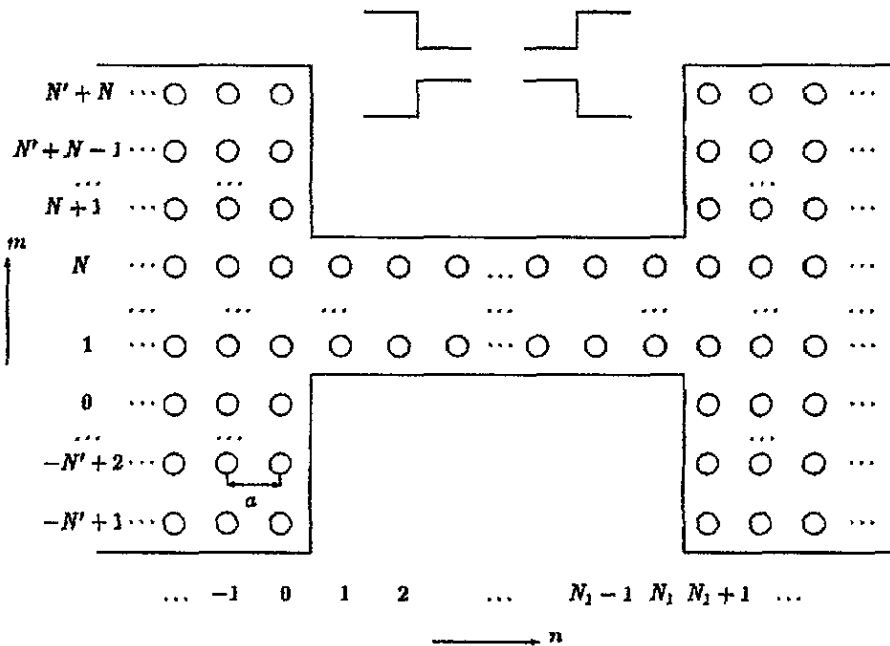 N' + N ...
N' + N − 1 ...
... ...
N + 1 ...
m
N ... ... ...
... ... ... ... ... ... ...
1 ... ... ...
0 ...
... ...
−N' + 2 ...
a
−N' + 1 ...
... −1 0 1 2 ... N₁ − 1 N₁ N₁ + 1 ...
n